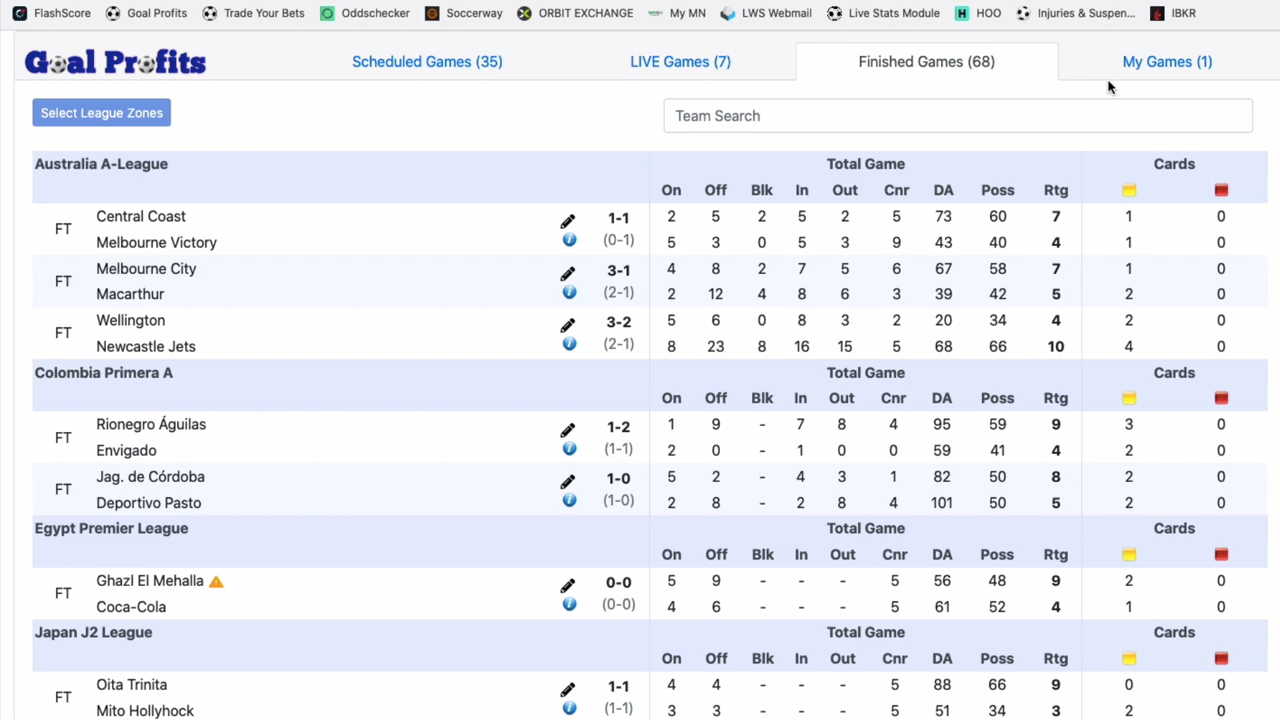 FlashScore Goal Profits Trade Your Bets Oddschecker Soccerway ORBIT EXCHANGE My MN LWS Webmail Live Stats Module HOO Injuries & Suspen... IBKR
Goal Profits Scheduled Games (35) LIVE Games (7) Finished Games (68) My Games (1)
Select League Zones Team Search
Australia A-League Total Game Cards
On Off Blk In Out Cnr DA Poss Rtg
FT
Central Coast 1-1 2 5 2 5 2 5 73 60 7 1 0
Melbourne Victory (0-1) 5 3 0 5 3 9 43 40 4 1 0
FT
Melbourne City 3-1 4 8 2 7 5 6 67 58 7 1 0
Macarthur (2-1) 2 12 4 8 6 3 39 42 5 2 0
FT
Wellington 3-2 5 6 0 8 3 2 20 34 4 2 0
Newcastle Jets (2-1) 8 23 8 16 15 5 68 66 10 4 0
Colombia Primera A Total Game Cards
On Off Blk In Out Cnr DA Poss Rtg
FT
Rionegro Águilas 1-2 1 9 - 7 8 4 95 59 9 3 0
Envigado (1-1) 2 0 - 1 0 0 59 41 4 2 0
FT
Jag. de Córdoba 1-0 5 2 - 4 3 1 82 50 8 2 0
Deportivo Pasto (1-0) 2 8 - 2 8 4 101 50 5 2 0
Egypt Premier League Total Game Cards
On Off Blk In Out Cnr DA Poss Rtg
FT
Ghazl El Mehalla 0-0 5 9 - - - 5 56 48 9 2 0
Coca-Cola (0-0) 4 6 - - - 5 61 52 4 1 0
Japan J2 League Total Game Cards
On Off Blk In Out Cnr DA Poss Rtg
FT
Oita Trinita 1-1 4 4 - - - 5 88 66 9 0 0
Mito Hollyhock (1-1) 3 3 - - - 5 51 34 3 2 0